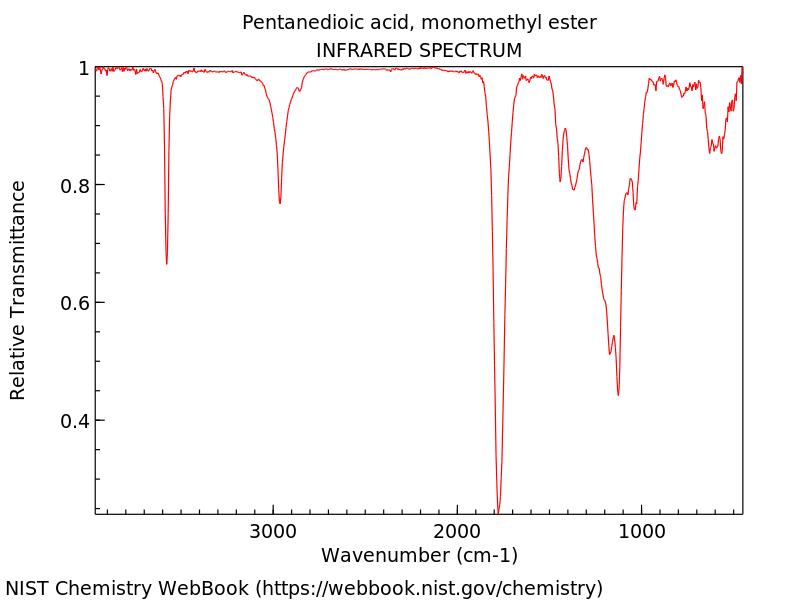 Pentanedioic acid, monomethyl ester
INFRARED SPECTRUM
1
0.8
0.6
0.4
Relative Transmittance
3000 2000 1000
Wavenumber (cm-1)
NIST Chemistry WebBook (https://webbook.nist.gov/chemistry)